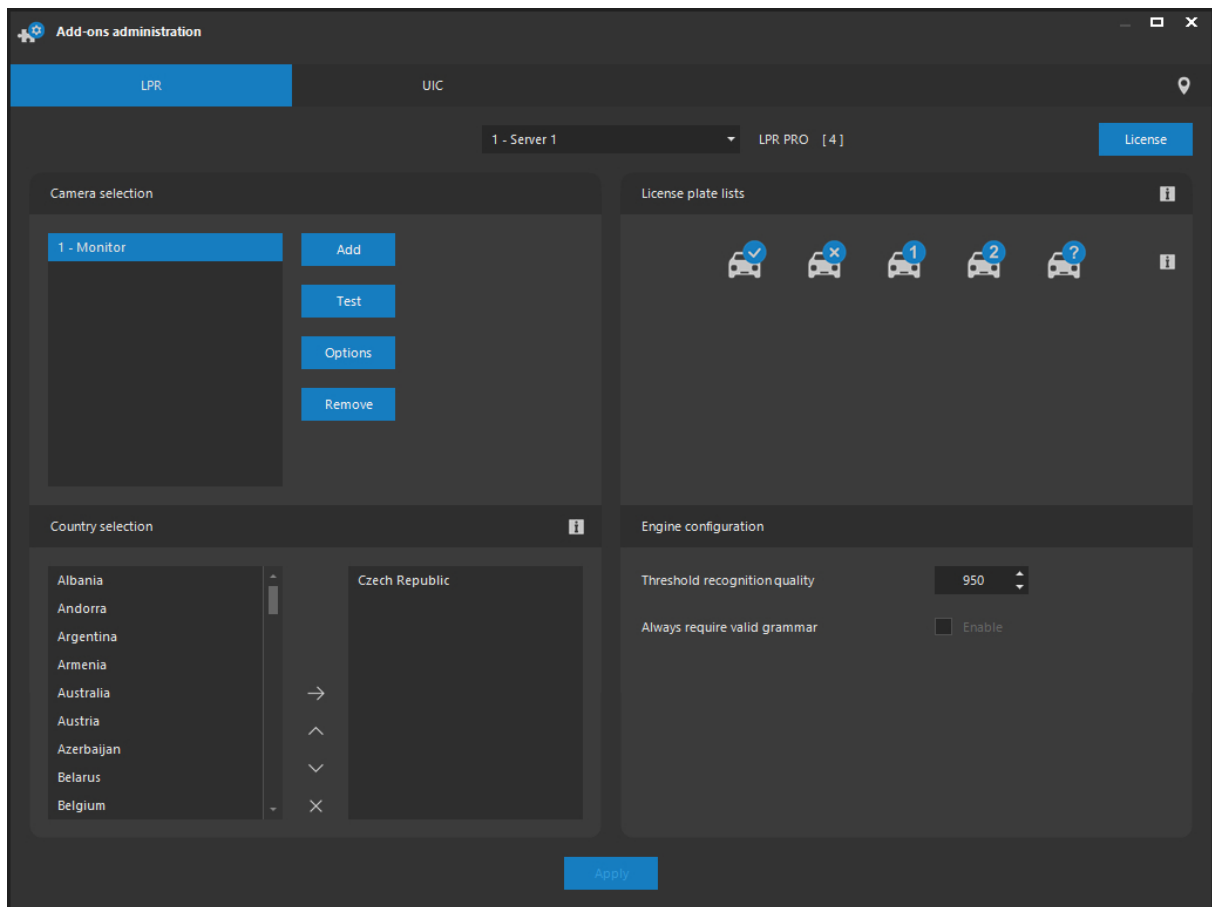 Add-ons administration
LPR
UIC
1 - Server 1
LPR PRO [ 4 ]
License
Camera selection
1 - Monitor
Add
Test
Options
Remove
License plate lists
1
2
?
Country selection
Albania
Andorra
Argentina
Armenia
Australia
Austria
Azerbaijan
Belarus
Belgium
Czech Republic
Engine configuration
Threshold recognition quality
950
Always require valid grammar
Enable
Apply